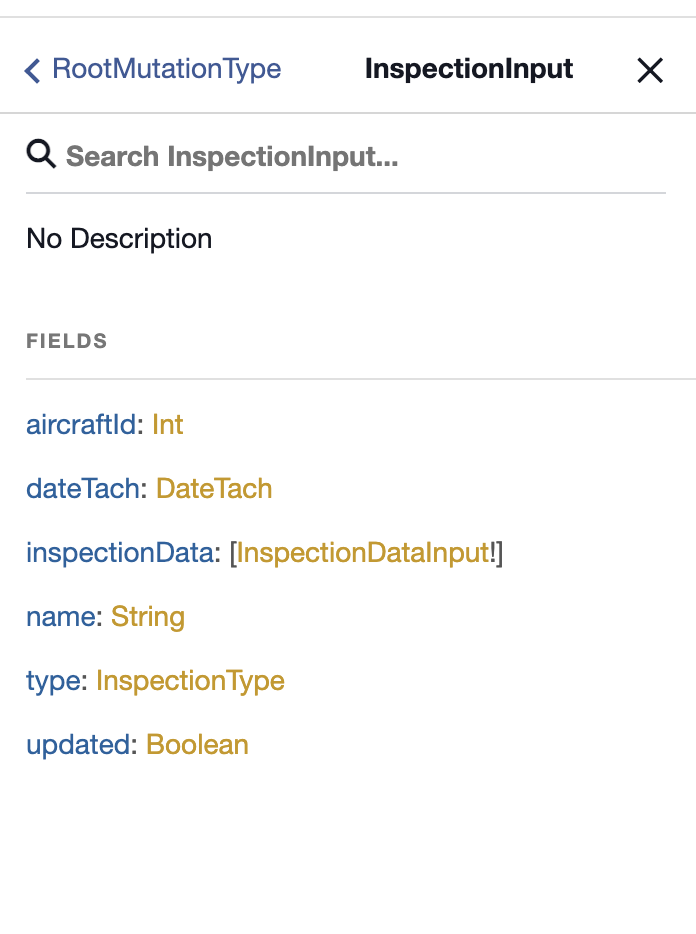 RootMutationType InspectionInput
Search InspectionInput...
No Description
FIELDS
aircraftId: Int
dateTach: DateTach
inspectionData: [InspectionDataInput!]
name: String
type: InspectionType
updated: Boolean